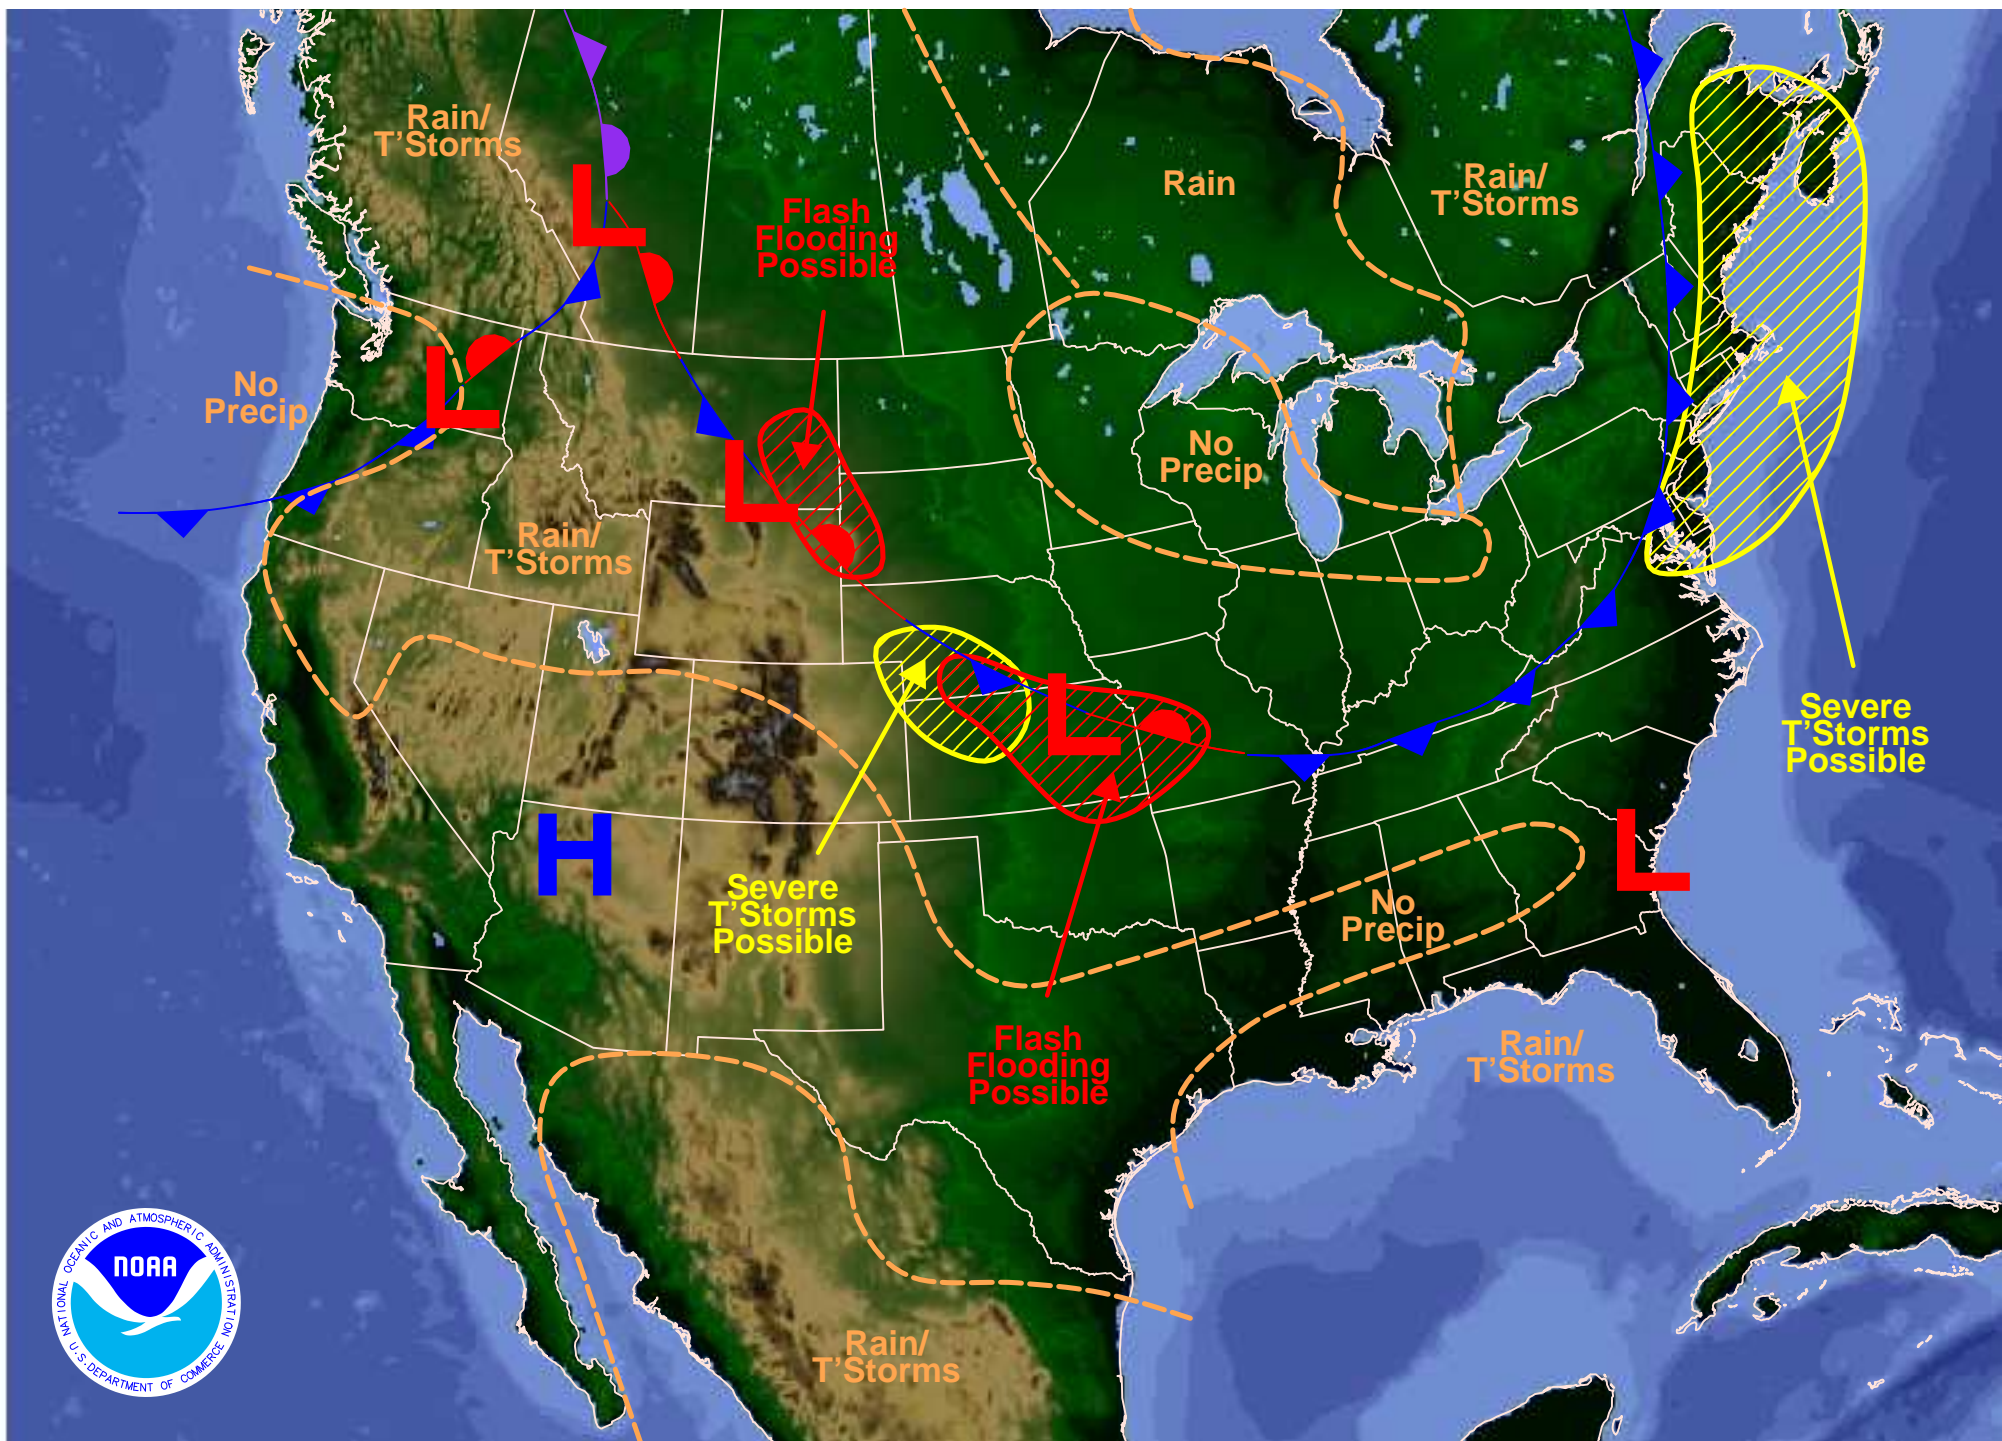 Rain/
T'Storms
Flash
Flooding
Possible
Rain
Rain/
T'Storms
No
Precip
L
L
No
Precip
L
Rain/
T'Storms
L
Severe
T'Storms
Possible
H
L
Severe
T'Storms
Possible
No
Precip
Flash
Flooding
Possible
Rain/
T'Storms
Rain/
T'Storms
NATIONAL OCEANIC AND ATMOSPHERIC ADMINISTRATION
NOAA
U.S. DEPARTMENT OF COMMERCE